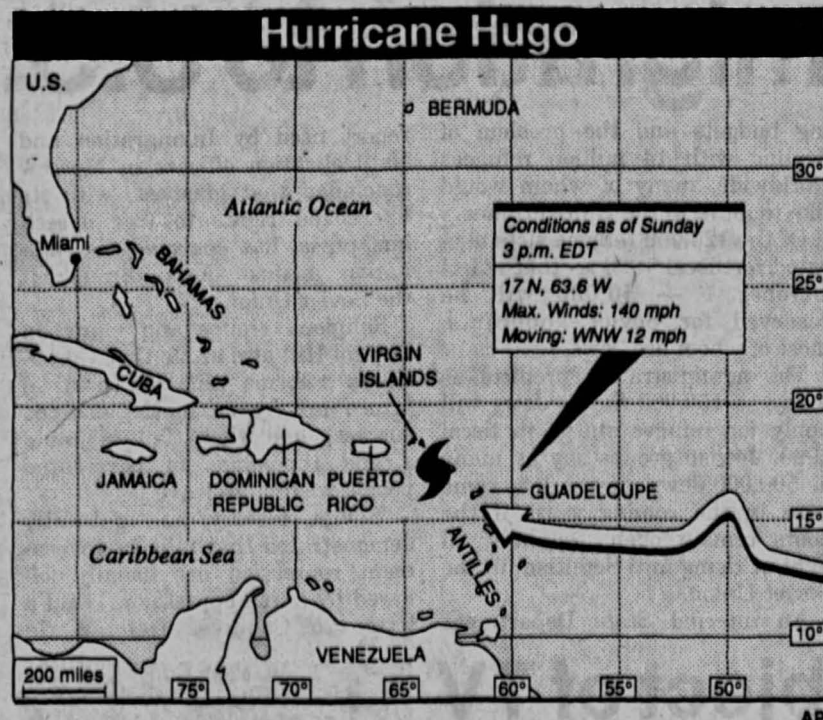 Hurricane Hugo
U.S.
BERMUDA
30°
Atlantic Ocean
Conditions as of Sunday
3 p.m. EDT
17 N, 63.6 W
Max. Winds: 140 mph
Moving: WNW 12 mph
Miami
BAHAMAS
25°
VIRGIN
ISLANDS
CUBA
20°
JAMAICA
DOMINICAN
REPUBLIC
PUERTO
RICO
GUADELOUPE
15°
ANTILLES
Caribbean Sea
10°
VENEZUELA
200 miles
75°
70°
65°
60°
55°
50°
AP